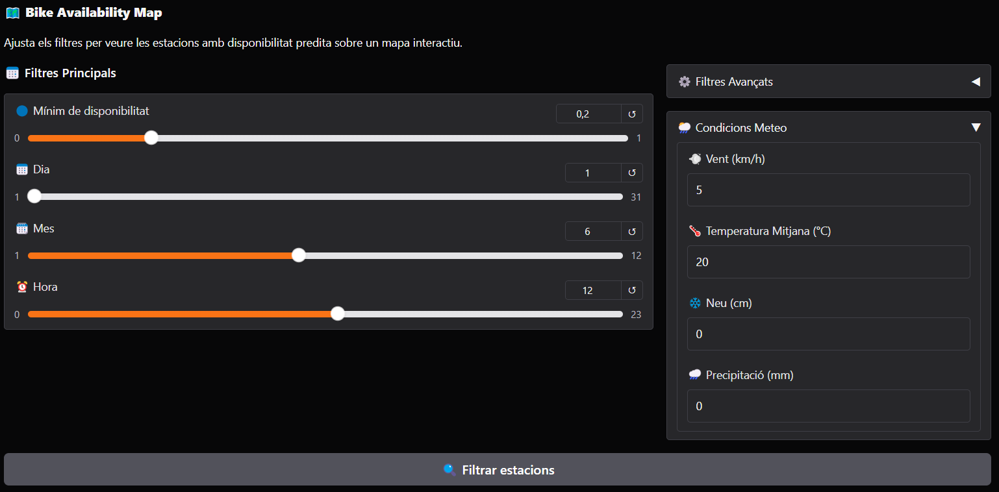 Bike Availability Map
Ajusta els filtres per veure les estacions amb disponibilitat predita sobre un mapa interactiu.
Filtres Principals
Mínim de disponibilitat
0,2
0
1
Dia
1
1
31
Mes
6
1
12
Hora
12
0
23
Filtres Avançats
Condicions Meteo
Vent (km/h)
5
Temperatura Mitjana (°C)
20
Neu (cm)
0
Precipitació (mm)
0
Filtrar estacions